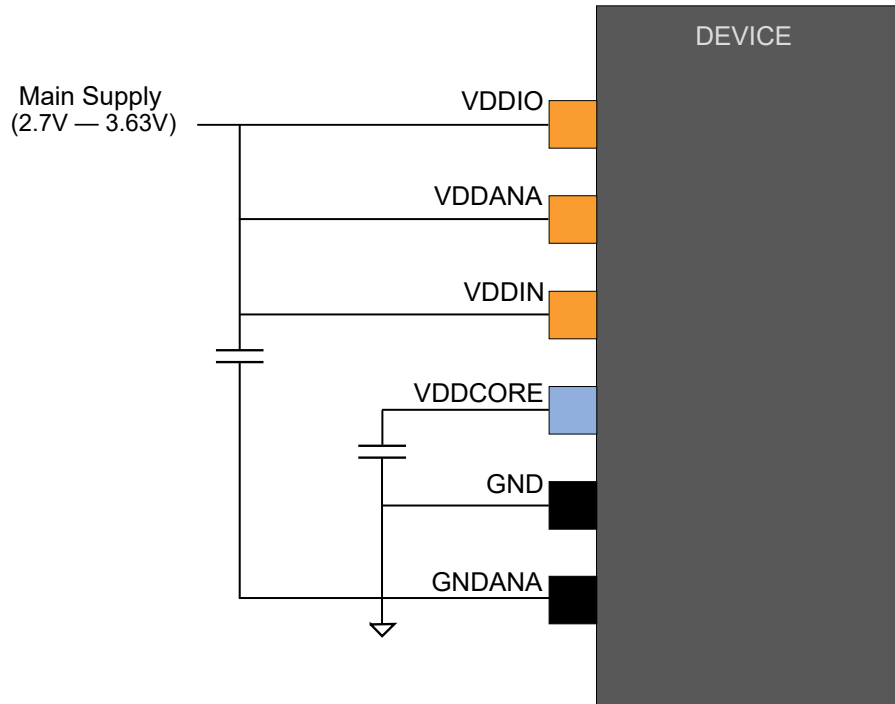 DEVICE
Main Supply
(2.7V — 3.63V)
VDDIO
VDDANA
VDDIN
VDDCORE
GND
GNDANA